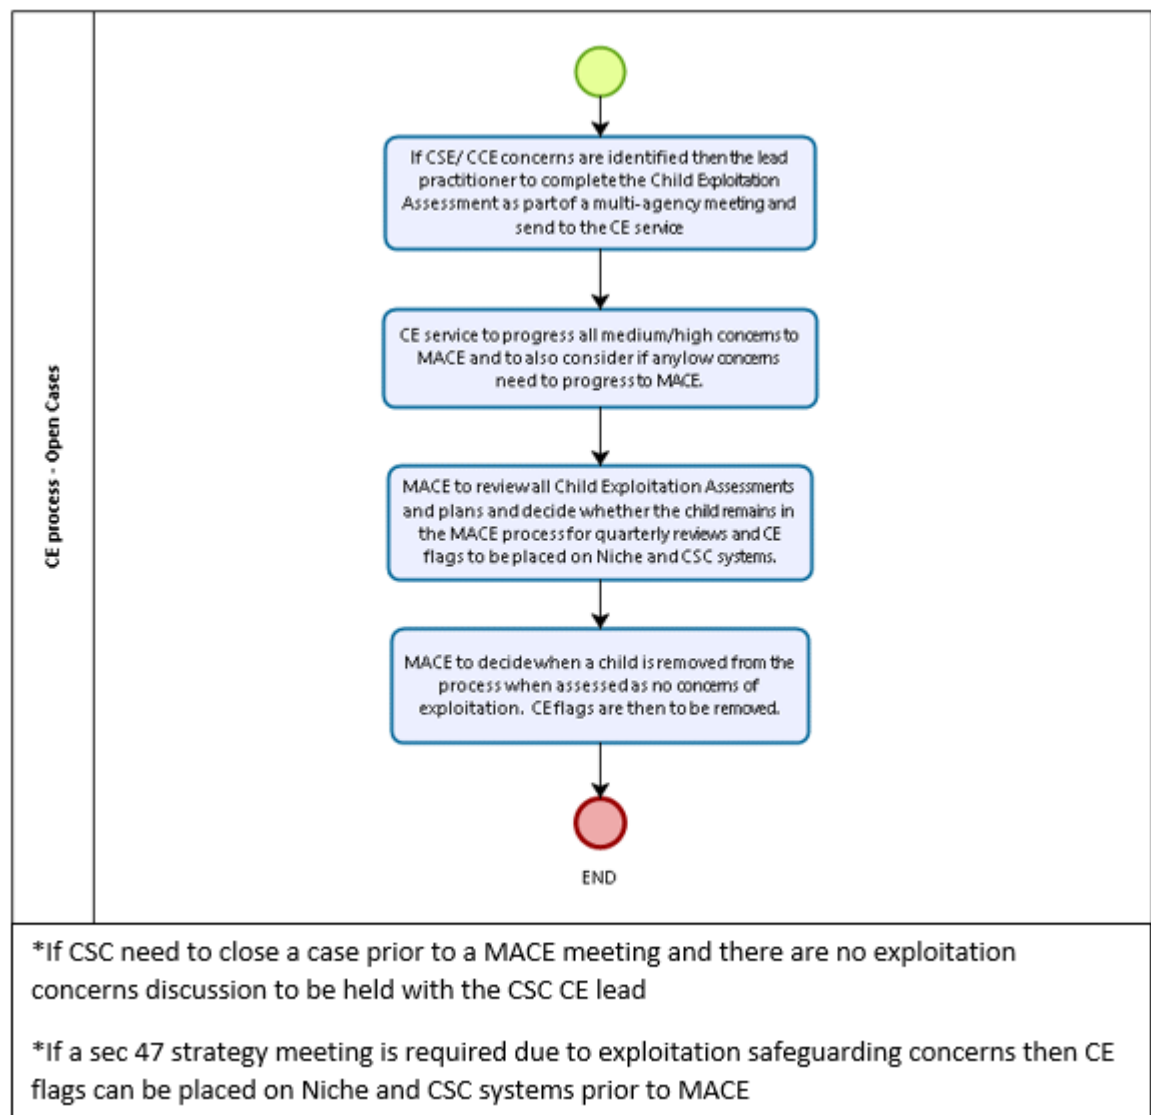 CE process - Open Cases
If CSE/ CCE concerns are identified then the lead
practitioner to complete the Child Exploitation
Assessment as part of a multi-agency meeting and
send to the CE service
CE service to progress all medium/high concerns to
MACE and to also consider if any low concerns
need to progress to MACE.
MACE to review all Child Exploitation Assessments
and plans and decide whether the child remains in
the MACE process for quarterly reviews and CE
flags to be placed on Niche and CSC systems.
MACE to decide when a child is removed from the
process when assessed as no concerns of
exploitation. CE flags are then to be removed.
END
*If CSC need to close a case prior to a MACE meeting and there are no exploitation
concerns discussion to be held with the CSC CE lead
*If a sec 47 strategy meeting is required due to exploitation safeguarding concerns then CE
flags can be placed on Niche and CSC systems prior to MACE